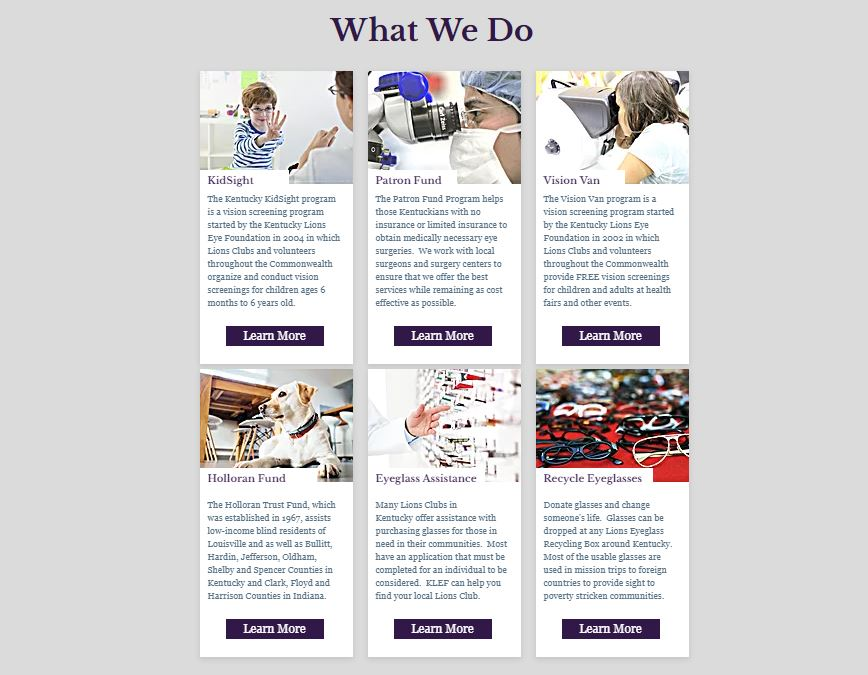 What We Do
KidSight
The Kentucky KidSight program
is a vision screening program
started by the Kentucky Lions
Eye Foundation in 2004 in which
Lions Clubs and volunteers
throughout the Commonwealth
organize and conduct vision
screenings for children ages 6
months to 6 years old.
Learn More
Patron Fund
The Patron Fund Program helps
those Kentuckians with no
insurance or limited insurance to
obtain medically necessary eye
surgeries.  We work with local
surgeons and surgery centers to
ensure that we offer the best
services while remaining as cost
effective as possible.
Learn More
Vision Van
The Vision Van program is a
vision screening program started
by the Kentucky Lions Eye
Foundation in 2002 in which
Lions Clubs and volunteers
throughout the Commonwealth
provide FREE vision screenings
for children and adults at health
fairs and other events.
Learn More
Holloran Fund
The Holloran Trust Fund, which
was established in 1967, assists
low-income blind residents of
Louisville and as well as Bullitt,
Hardin, Jefferson, Oldham,
Shelby and Spencer Counties in
Kentucky and Clark, Floyd and
Harrison Counties in Indiana.
Learn More
Eyeglass Assistance
Many Lions Clubs in
Kentucky offer assistance with
purchasing glasses for those in
need in their communities.  Most
have an application that must be
completed for an individual to be
considered.  KLEF can help you
find your local Lions Club.
Learn More
Recycle Eyeglasses
Donate glasses and change
someone's life.  Glasses can be
dropped at any Lions Eyeglass
Recycling Box around Kentucky.
Most of the usable glasses are
used in mission trips to foreign
countries to provide sight to
poverty stricken communities.
Learn More